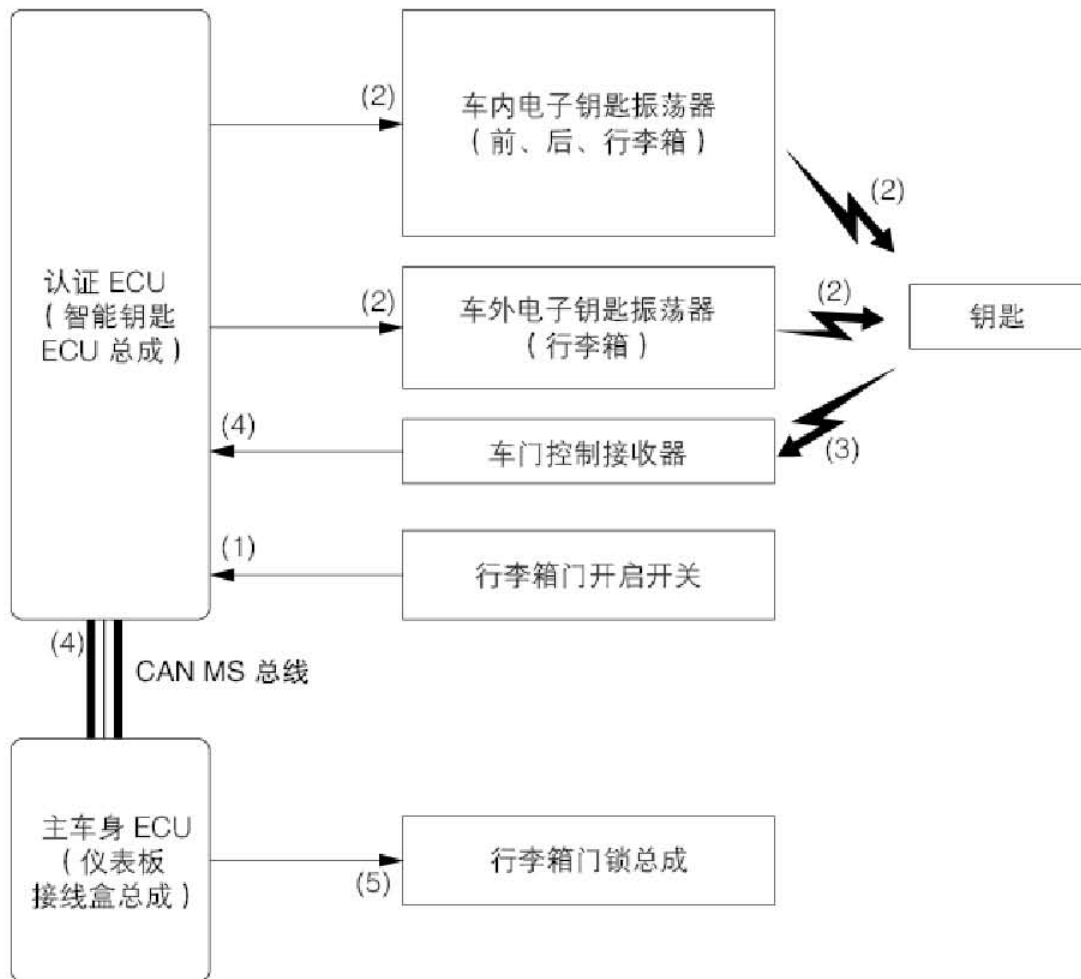 (2)
车内电子钥匙振荡器
（前、后、行李箱）
(2)
认证 ECU
（智能钥匙
ECU 总成）
(2)
车外电子钥匙振荡器
（行李箱）
(2)
钥匙
(4)
车门控制接收器
(3)
(1)
行李箱门开启开关
(4)
CAN MS 总线
主车身 ECU
（仪表板
接线盒总成）
(5)
行李箱门锁总成